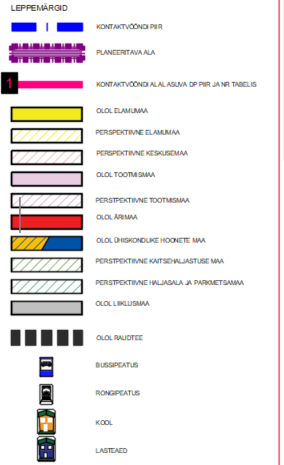 LEPPEMÄRGID
KONTAKTVÖÖNDI PIIR
PLANEERITAVA ALA
1
KONTAKTVÖÖNDI ALAL ASUVA DP PIIR JA NR TABELIS
OLOL ELAMUMAA
PERSPEKTIIVNE ELAMUMAA
PERSPEKTIIVNE KESKUSEMAA
OLOL TOOTMISMAA
PERSTPEKTIIVNE TOOTMISMAA
OLOL ÄRIMAA
OLOL ÜHISKONDLIKE HOONETE MAA
PERSTPEKTIIVNE KAITSEHALJASTUSE MAA
PERSTPEKTIIVNE HALJASALA JA PARKMETSAMAA
OLOL LIIKLUSMAA
OLOL RAUDTEE
BUSSIPEATUS
RONGIPEATUS
KOOL
LASTEAED